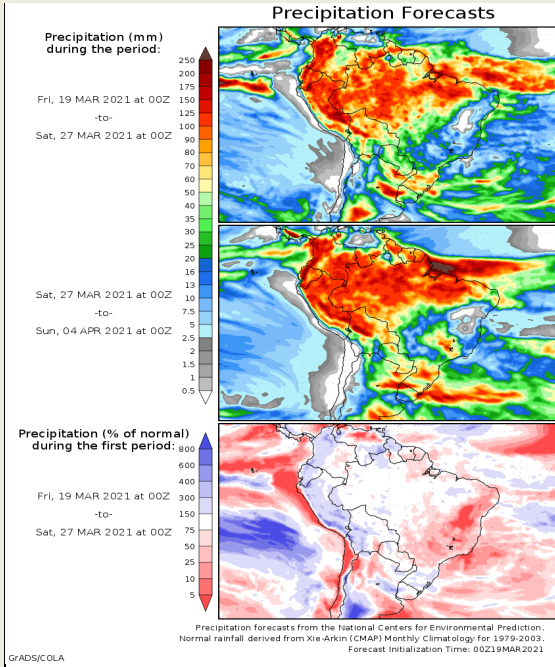 Precipitation Forecasts
Precipitation (mm)
during the period:
Fri, 19 MAR 2021 at 00Z
-to-
Sat, 27 MAR 2021 at 00Z
250
200
175
150
125
100
90
80
70
60
50
40
35
30
25
20
16
13
10
7.5
5
2.5
2
1.5
1
0.5
Sat, 27 MAR 2021 at 00Z
-to-
Sun, 04 APR 2021 at 00Z
Precipitation (% of normal)
during the first period:
Fri, 19 MAR 2021 at 00Z
-to-
Sat, 27 MAR 2021 at 00Z
800
600
400
300
150
75
50
25
10
5
Precipitation forecasts from the National Centers for Environmental Prediction.
Normal rainfall derived from Xie-Arkin (CMAP) Monthly Climatology for 1979-2003.
Forecast Initialization Time: 00Z19MAR2021
GrADS/COLA